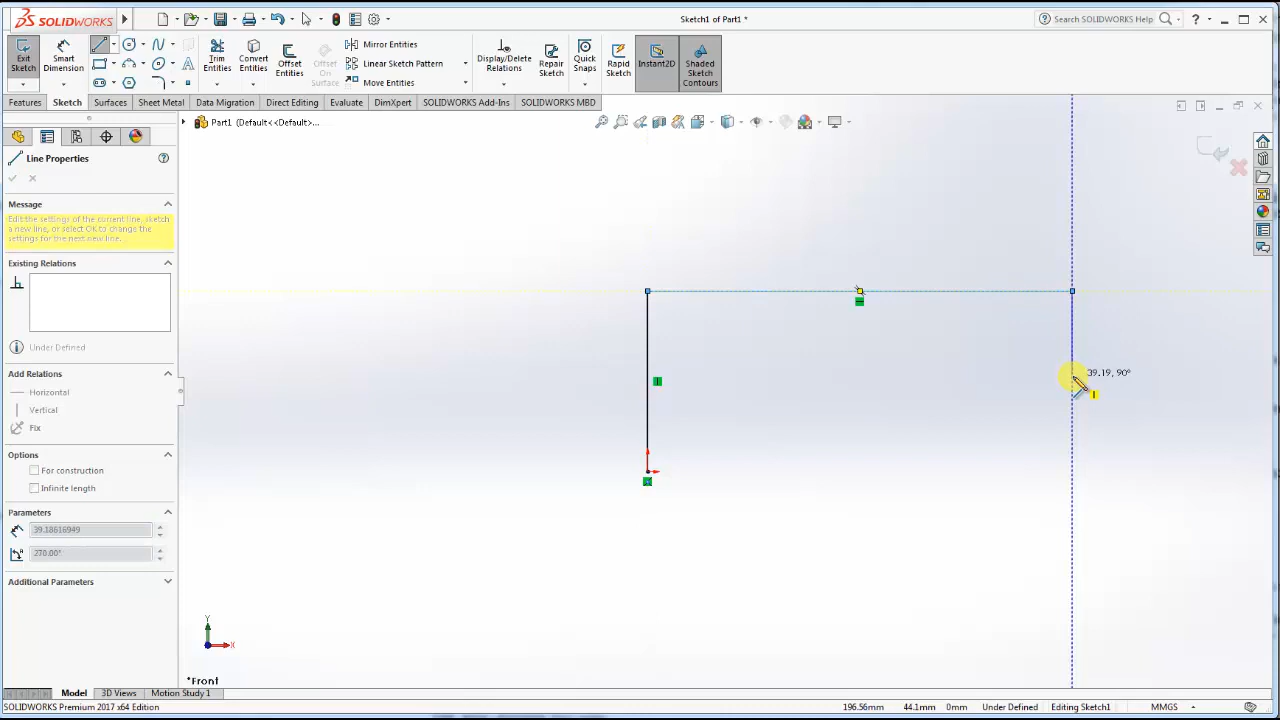 SOLIDWORKS
Sketch1 of Part1 *
Search SOLIDWORKS Help
Exit Sketch
Smart Dimension
Trim Entities
Convert Entities
Offset Entities
Offset On Surface
Mirror Entities
Linear Sketch Pattern
Move Entities
Display/Delete Relations
Repair Sketch
Quick Snaps
Rapid Sketch
Instant2D
Shaded Sketch Contours
Features
Sketch
Surfaces
Sheet Metal
Data Migration
Direct Editing
Evaluate
DimXpert
SOLIDWORKS Add-Ins
SOLIDWORKS MBD
Part1 (Default<<Default>...
Line Properties
Message
Edit the settings of the current line, sketch
a new line, or select OK to change the
settings for the next new line.
Existing Relations
Under Defined
Add Relations
Horizontal
Vertical
Fix
Options
For construction
Infinite length
Parameters
39.18616949
270.00°
Additional Parameters
39.19, 90°
Y
X
*Front
Model
3D Views
Motion Study 1
SOLIDWORKS Premium 2017 x64 Edition
196.56mm
44.1mm
0mm
Under Defined
Editing Sketch1
MMGS